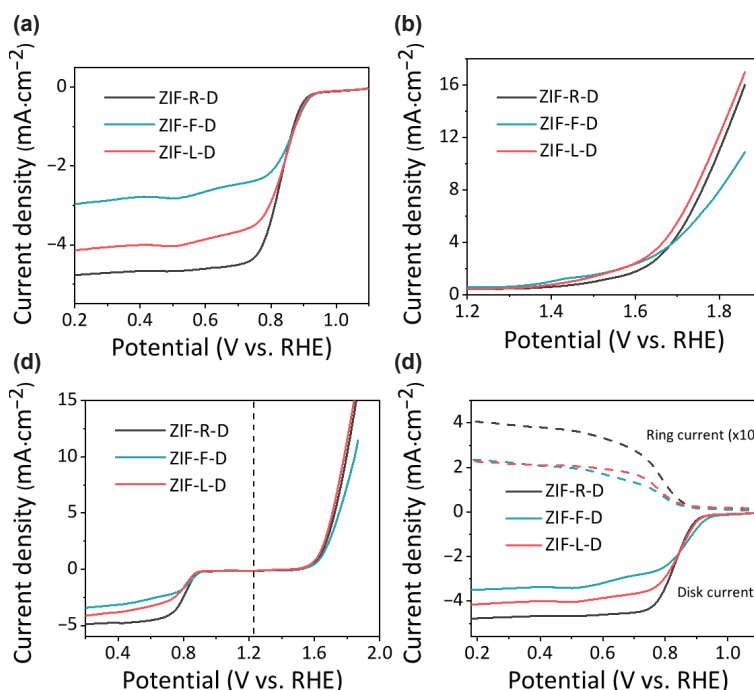 (a)
Current density (mA·cm−2)
0
−2
−4
ZIF-R-D
ZIF-F-D
ZIF-L-D
0.2 0.4 0.6 0.8 1.0
Potential (V vs. RHE)
(b)
Current density (mA·cm−2)
16
12
8
4
0
ZIF-R-D
ZIF-F-D
ZIF-L-D
1.2 1.4 1.6 1.8
Potential (V vs. RHE)
(d)
Current density (mA·cm−2)
15
10
5
0
−5
ZIF-R-D
ZIF-F-D
ZIF-L-D
0.4 0.8 1.2 1.6 2.0
Potential (V vs. RHE)
(d)
Current density (mA·cm−2)
4
2
0
−2
−4
Ring current (x10
ZIF-R-D
ZIF-F-D
ZIF-L-D
Disk current
0.2 0.4 0.6 0.8 1.0
Potential (V vs. RHE)